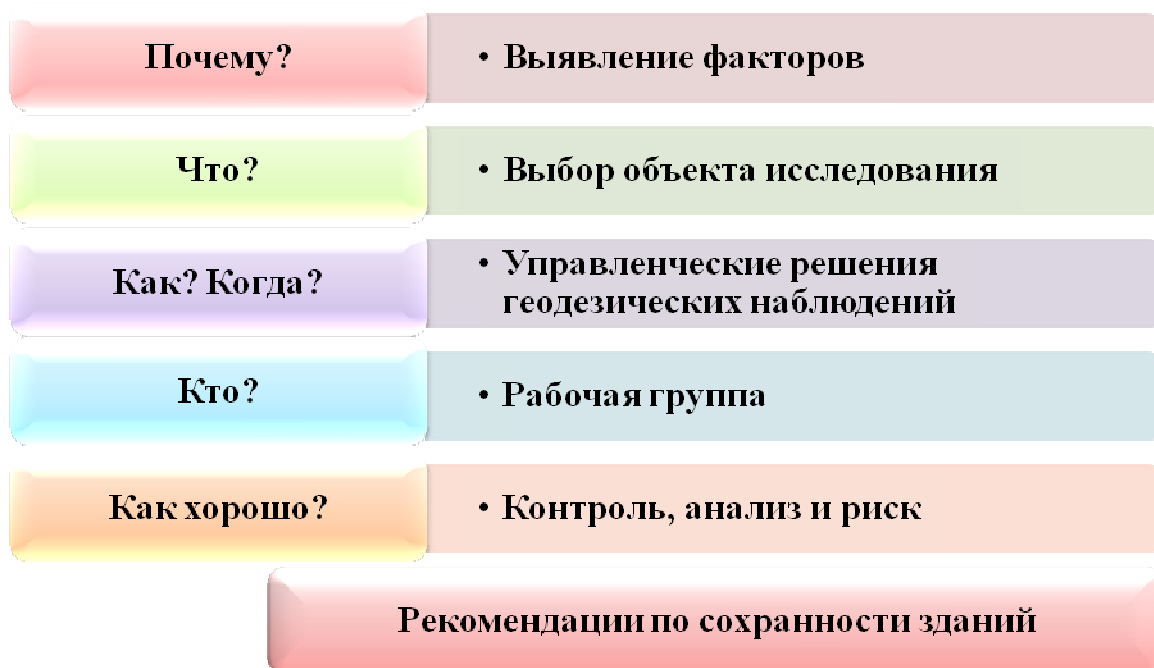 Почему?
• Выявление факторов
Что?
• Выбор объекта исследования
Как? Когда?
• Управленческие решения
геодезических наблюдений
Кто?
• Рабочая группа
Как хорошо?
• Контроль, анализ и риск
Рекомендации по сохранности зданий